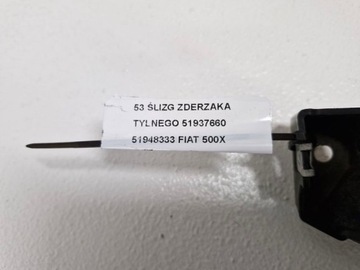 53 ŚLIZG ZDERZAKA
TYLNEGO 51937660
51948333 FIAT 500X